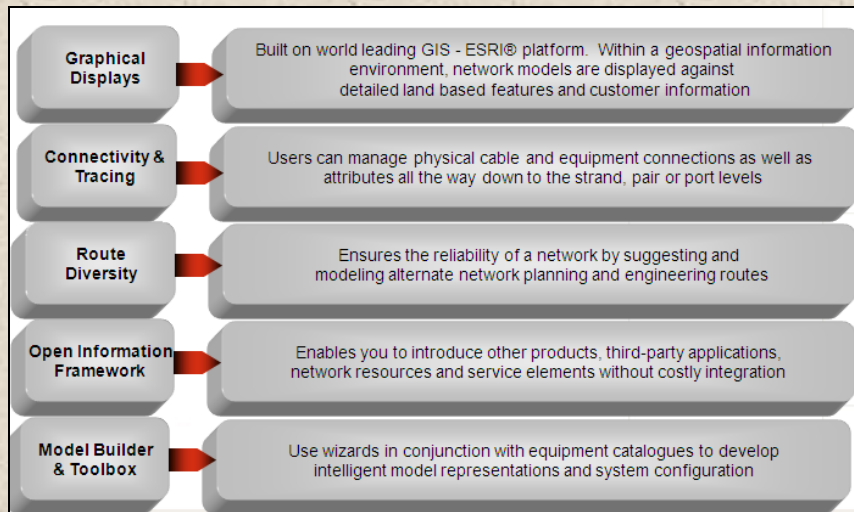 Graphical
Displays
Built on world leading GIS - ESRI® platform. Within a geospatial information
environment, network models are displayed against
detailed land based features and customer information
Connectivity &
Tracing
Users can manage physical cable and equipment connections as well as
attributes all the way down to the strand, pair or port levels
Route
Diversity
Ensures the reliability of a network by suggesting and
modeling alternate network planning and engineering routes
Open Information
Framework
Enables you to introduce other products, third-party applications,
network resources and service elements without costly integration
Model Builder
& Toolbox
Use wizards in conjunction with equipment catalogues to develop
intelligent model representations and system configuration